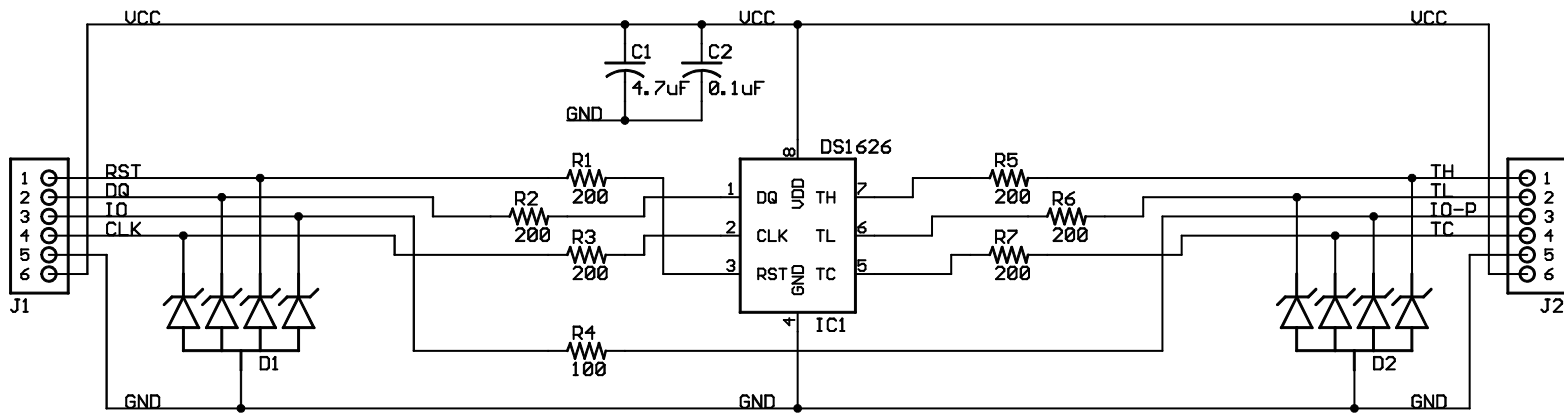 VCC VCC VCC
C1 C2
4.7uF 0.1uF
GND
DS1626
8
1 RST R1 R5 TH 1
2 DQ 200 1 DQ VDD TH 7 200 TL 2
3 IO R2 R6 IO-P 3
4 CLK 200 2 CLK TL 6 200 TC 4
5 R3 R7 5
6 200 3 RST GND TC 5 200 6
J1 4 IC1 J2
R4
D1 100 D2
GND GND GND